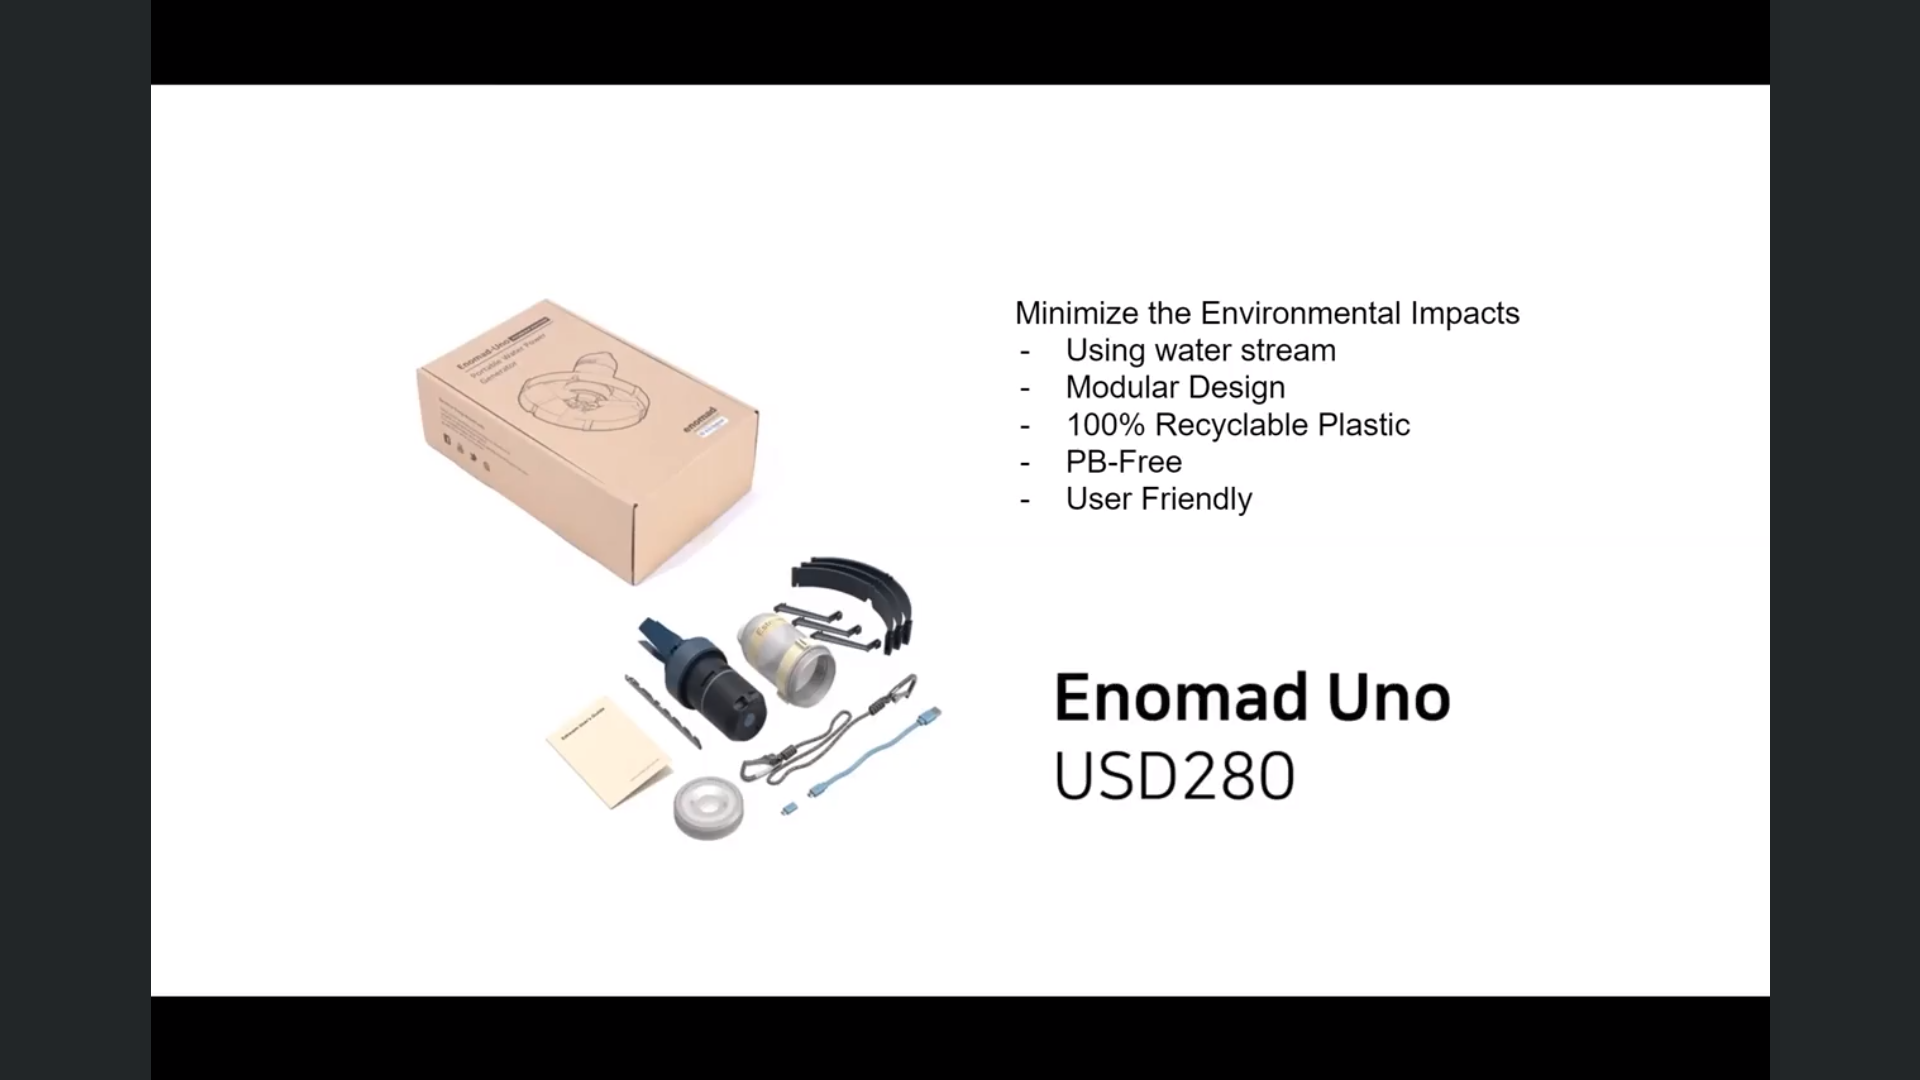 Enomad-Uno
Portable Water Power
Generator
enomad
Minimize the Environmental Impacts
- Using water stream
- Modular Design
- 100% Recyclable Plastic
- PB-Free
- User Friendly
Enomad Uno
USD280